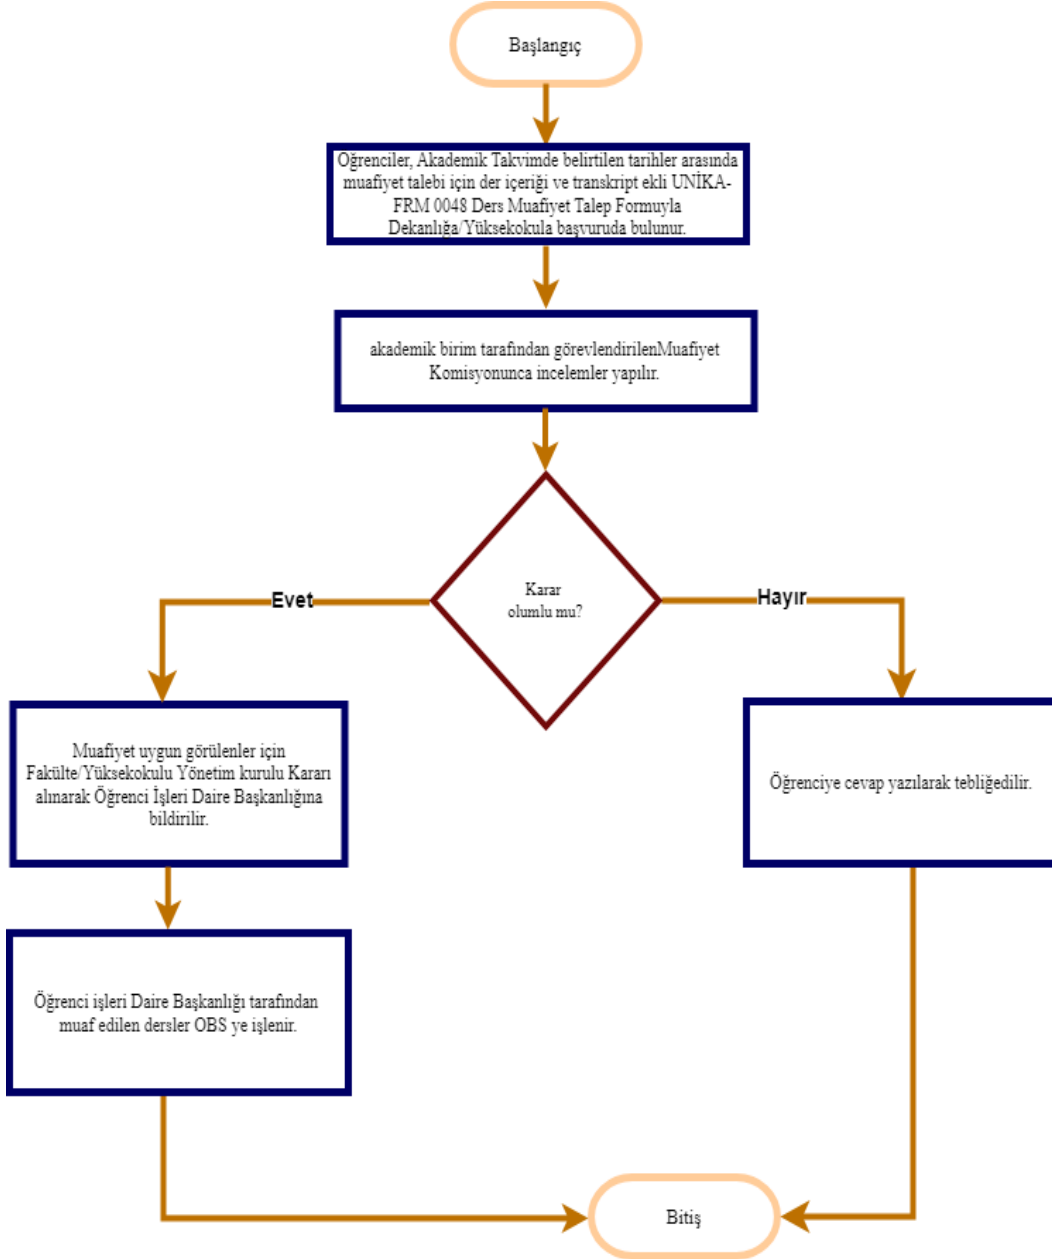 Başlangıç
Öğrenciler, Akademik Takvimde belirtilen tarihler arasında
muafiyet talebi için der içeriği ve transkript ekli UNİKA-
FRM 0048 Ders Muafiyet Talep Formuyla
Dekanlığa/Yüksekokula başvuruda bulunur.
akademik birim tarafından görevlendirilenMuafiyet
Komisyonunca incelemler yapılır.
Karar
olumlu mu?
Evet
Hayır
Muafiyet uygun görülenler için
Fakülte/Yüksekokulu Yönetim kurulu Kararı
alınarak Öğrenci İşleri Daire Başkanlığına
bildirilir.
Öğrenciye cevap yazılarak tebliğedilir.
Öğrenci işleri Daire Başkanlığı tarafından
muaf edilen dersler OBS ye işlenir.
Bitiş